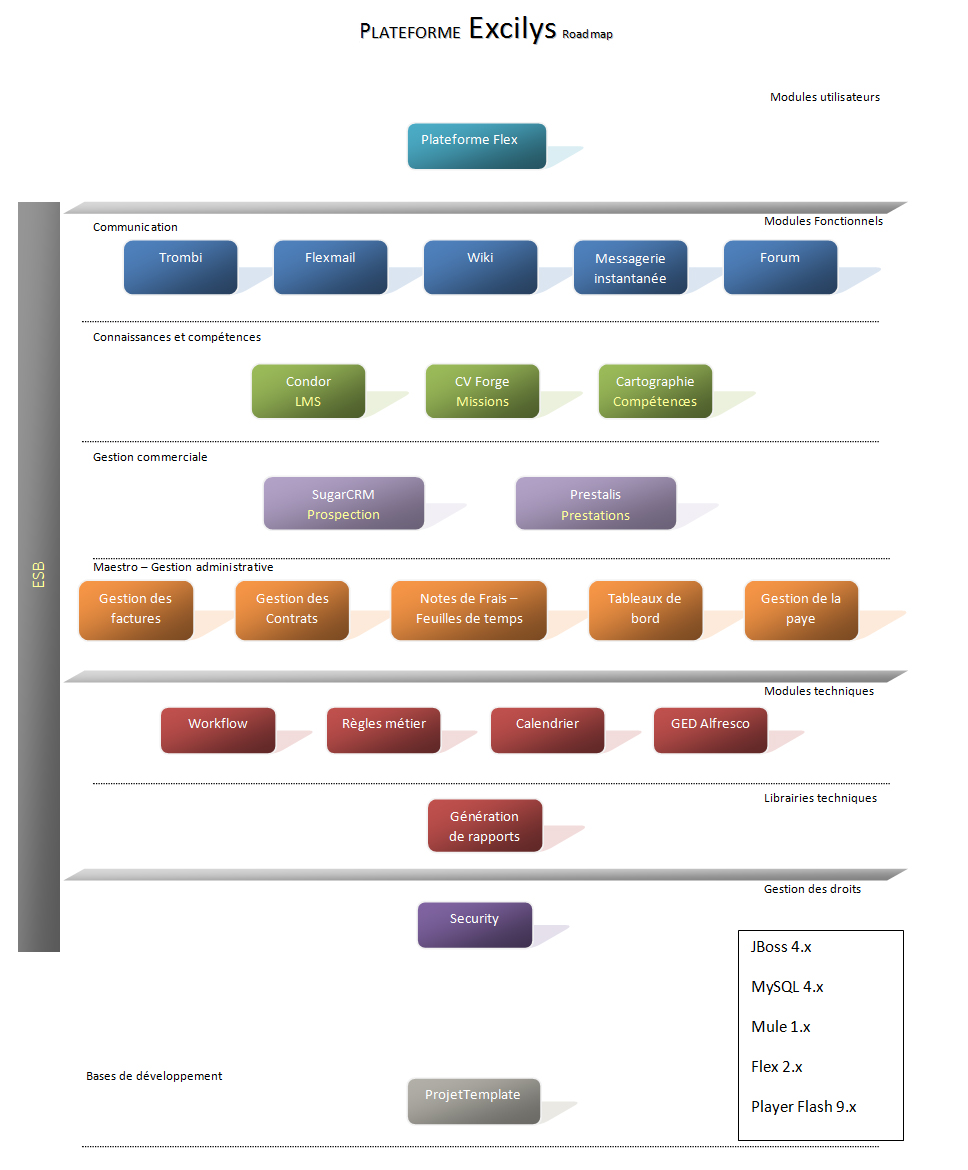 PLATEFORME Excilys Roadmap
Modules utilisateurs
Plateforme Flex
Modules Fonctionnels
Communication
Trombi
Flexmail
Wiki
Messagerie
instantanée
Forum
Connaissances et compétences
Condor
LMS
CV Forge
Missions
Cartographie
Compétences
Gestion commerciale
SugarCRM
Prospection
Prestalis
Prestations
ESB
Maestro – Gestion administrative
Gestion des
factures
Gestion des
Contrats
Notes de Frais –
Feuilles de temps
Tableaux de
bord
Gestion de la
paye
Modules techniques
Workflow
Règles métier
Calendrier
GED Alfresco
Librairies techniques
Génération
de rapports
Gestion des droits
Security
JBoss 4.x
MySQL 4.x
Mule 1.x
Flex 2.x
Player Flash 9.x
Bases de développement
ProjetTemplate